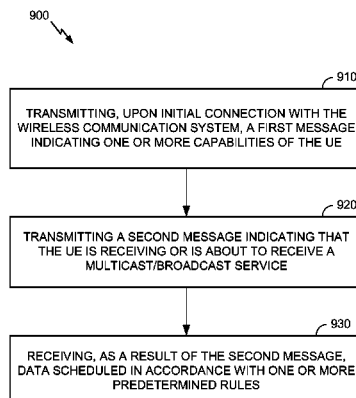 900
910
TRANSMITTING, UPON INITIAL CONNECTION WITH THE
WIRELESS COMMUNICATION SYSTEM, A FIRST MESSAGE
INDICATING ONE OR MORE CAPABILITIES OF THE UE
920
TRANSMITTING A SECOND MESSAGE INDICATING THAT
THE UE IS RECEIVING OR IS ABOUT TO RECEIVE A
MULTICAST/BROADCAST SERVICE
930
RECEIVING, AS A RESULT OF THE SECOND MESSAGE,
DATA SCHEDULED IN ACCORDANCE WITH ONE OR MORE
PREDETERMINED RULES